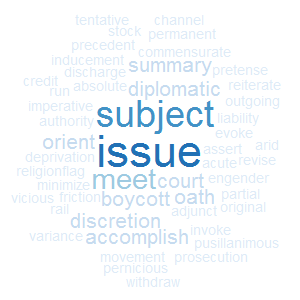 tentative channel
stock permanent
precedent commensurate
inducement summary pretense
discharge diplomatic reiterate
credit absolute outgoing
run
imperative subject liability
authority evoke
orient issue assert arid
deprivation acute revise
religionflag meet court engender
minimize
vicious friction boycott oath partial
rail discretion adjunct original
variance accomplish invoke
pusillanimous
movement prosecution
pernicious
withdraw